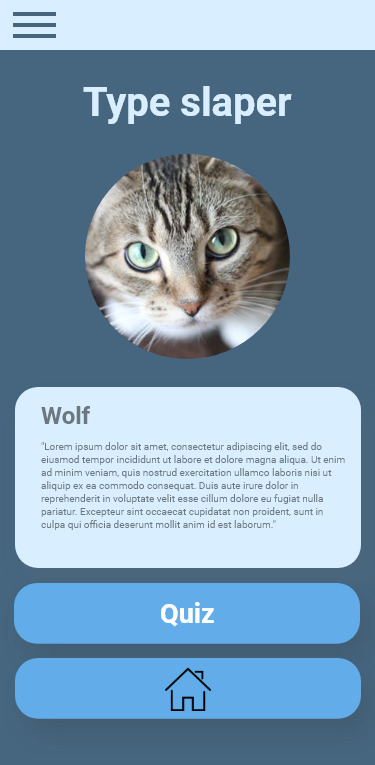 Type slaper
Wolf
"Lorem ipsum dolor sit amet, consectetur adipiscing elit, sed do
eiusmod tempor incididunt ut labore et dolore magna aliqua. Ut enim
ad minim veniam, quis nostrud exercitation ullamco laboris nisi ut
aliquip ex ea commodo consequat. Duis aute irure dolor in
reprehenderit in voluptate velit esse cillum dolore eu fugiat nulla
pariatur. Excepteur sint occaecat cupidatat non proident, sunt in
culpa qui officia deserunt mollit anim id est laborum."
Quiz